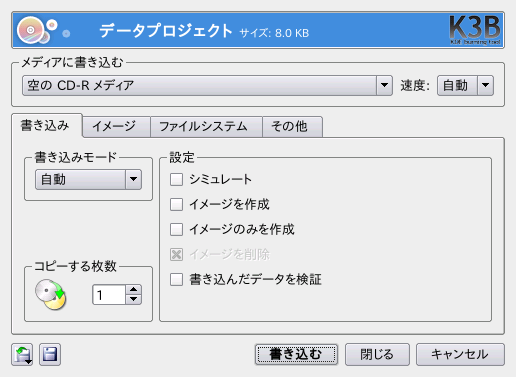 データプロジェクト サイズ: 8.0 KB
K3B
メディアに書き込む
空の CD-R メディア
速度: 自動
書き込み イメージ ファイルシステム その他
書き込みモード
自動
設定
シミュレート
イメージを作成
イメージのみを作成
イメージを削除
書き込んだデータを検証
コピーする枚数
1
書き込む 閉じる キャンセル